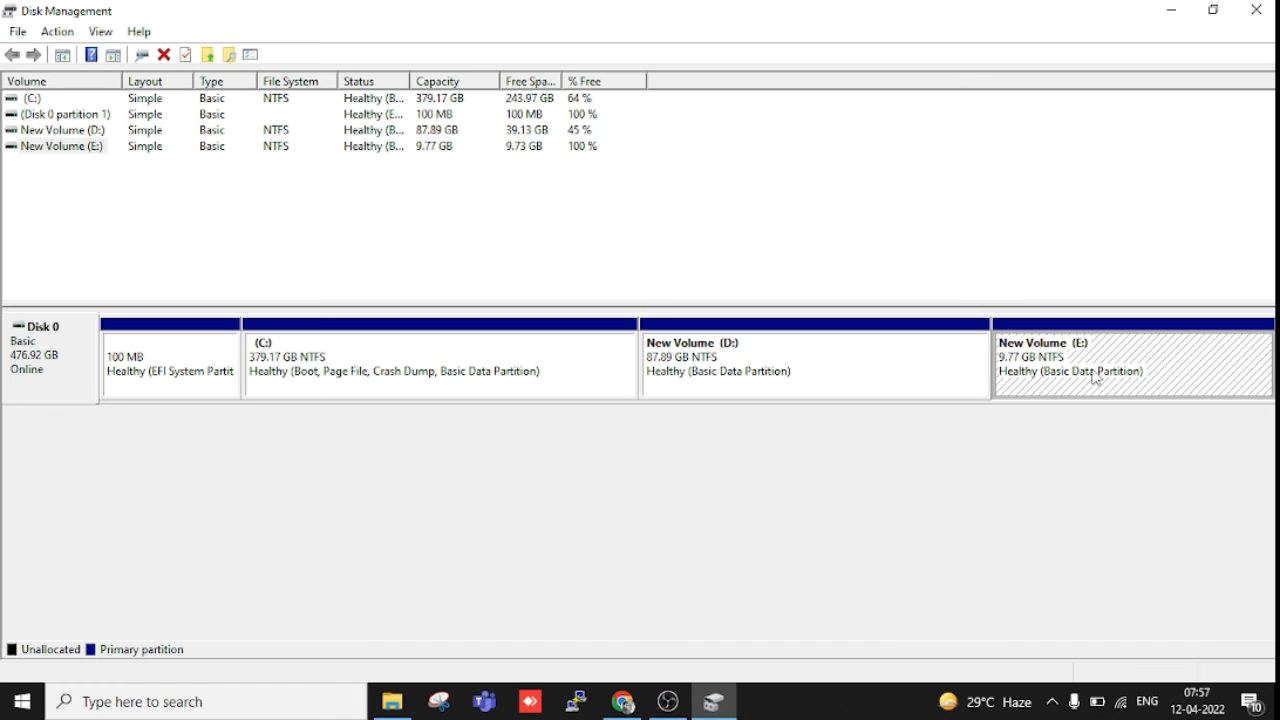 Disk Management
File Action View Help
Volume Layout Type File System Status Capacity Free Spa... % Free
(C:) Simple Basic NTFS Healthy (B... 379.17 GB 243.97 GB 64 %
(Disk 0 partition 1) Simple Basic Healthy (E... 100 MB 100 MB 100 %
New Volume (D:) Simple Basic NTFS Healthy (B... 87.89 GB 39.13 GB 45 %
New Volume (E:) Simple Basic NTFS Healthy (B... 9.77 GB 9.73 GB 100 %
Disk 0
Basic
476.92 GB
Online
100 MB
Healthy (EFI System Partit
(C:)
379.17 GB NTFS
Healthy (Boot, Page File, Crash Dump, Basic Data Partition)
New Volume (D:)
87.89 GB NTFS
Healthy (Basic Data Partition)
New Volume (E:)
9.77 GB NTFS
Healthy (Basic Data Partition)
Unallocated Primary partition
Type here to search
29°C Haze
ENG
07:57
12-04-2022
10